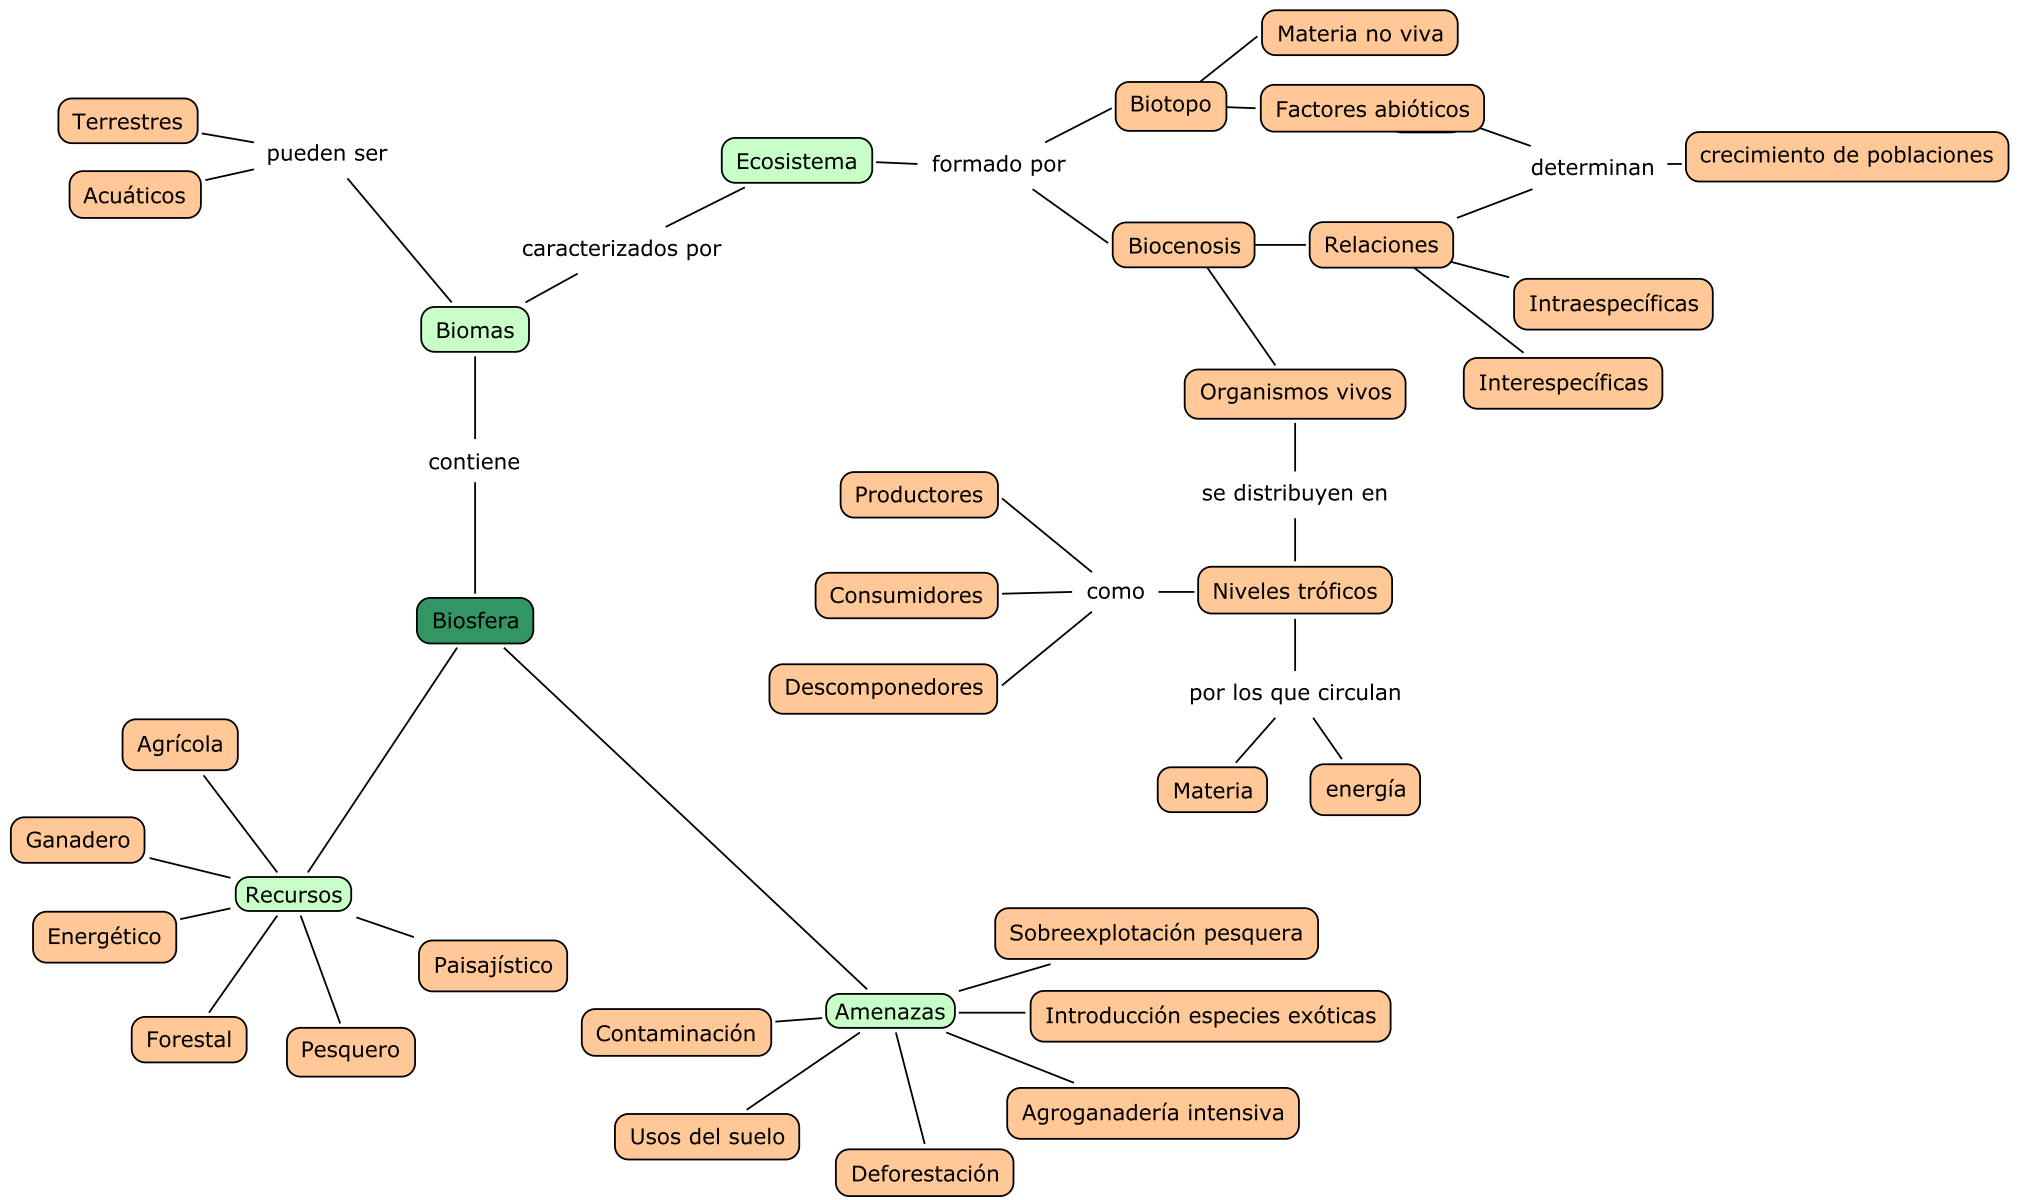 Materia no viva
Biotopo
Factores abióticos
Terrestres
pueden ser
Acuáticos
Ecosistema
formado por
determinan
crecimiento de poblaciones
caracterizados por
Biocenosis
Relaciones
Intraespecíficas
Interespecíficas
Biomas
Organismos vivos
contiene
se distribuyen en
Productores
Consumidores
como
Niveles tróficos
Descomponedores
por los que circulan
Materia
energía
Biosfera
Agrícola
Ganadero
Recursos
Energético
Paisajístico
Forestal
Pesquero
Sobreexplotación pesquera
Amenazas
Introducción especies exóticas
Contaminación
Agroganadería intensiva
Usos del suelo
Deforestación